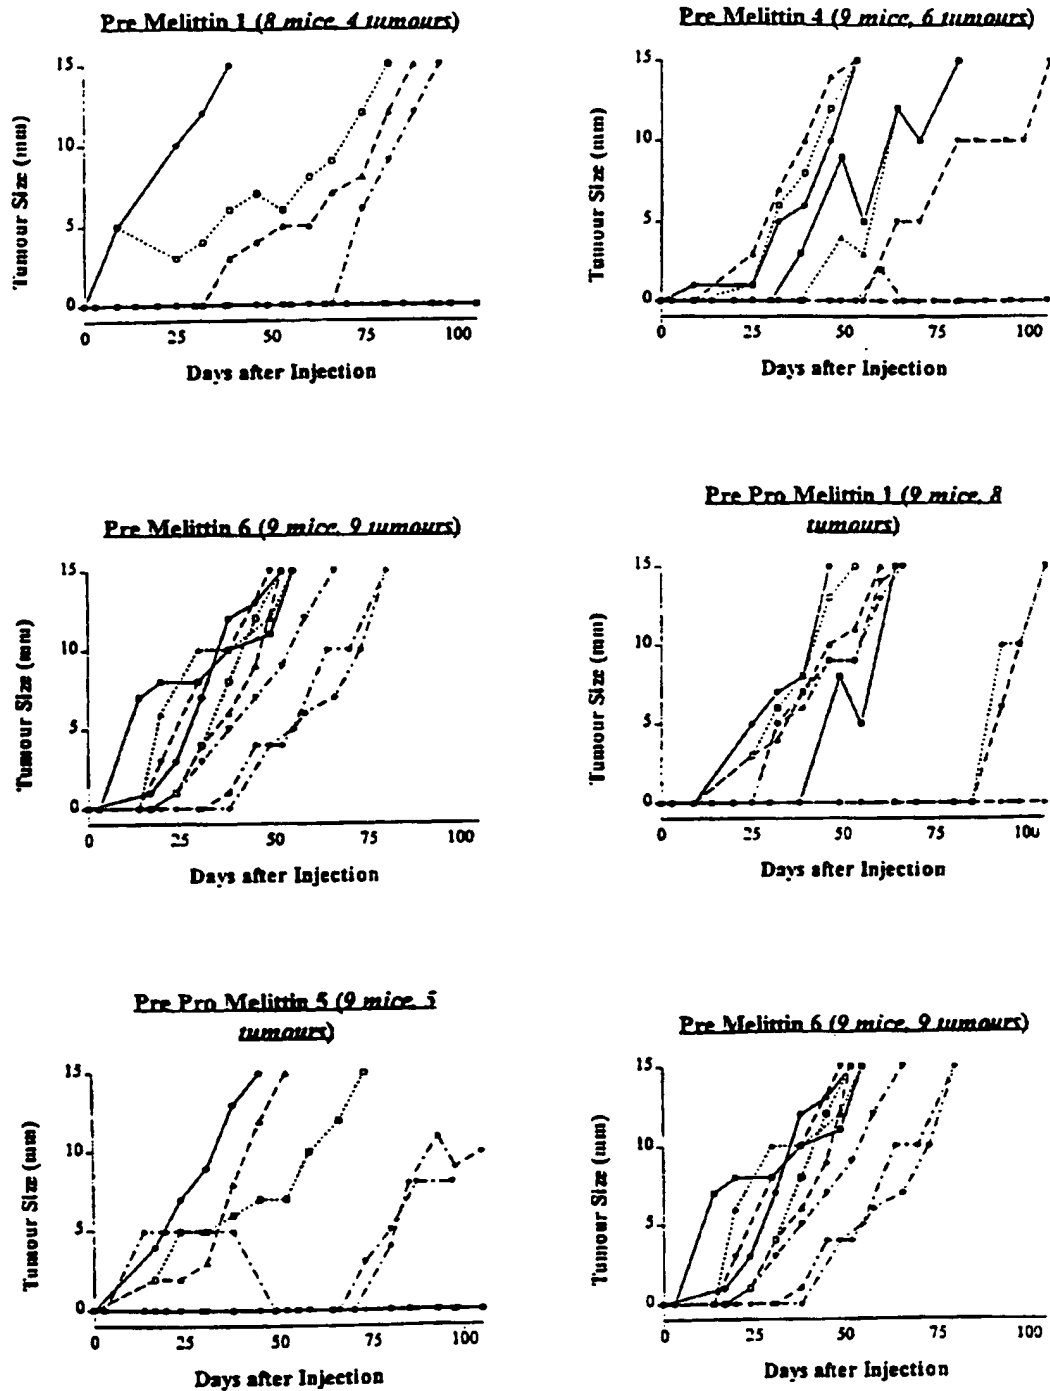 Pre Melittin 1 (8 mice, 4 tumours)
15
10
5
0
Tumour Size (mm)
0 25 50 75 100
Days after Injection
Pre Melittin 4 (9 mice, 6 tumours)
15
10
5
0
Tumour Size (mm)
0 25 50 75 100
Days after Injection
Pre Melittin 6 (9 mice, 9 tumours)
15
10
5
0
Tumour Size (mm)
0 25 50 75 100
Days after Injection
Pre Pro Melittin 1 (9 mice, 8
tumours)
15
10
5
0
Tumour Size (mm)
0 25 50 75 100
Days after Injection
Pre Pro Melittin 5 (9 mice, 5
tumours)
15
10
5
0
Tumour Size (mm)
0 25 50 75 100
Days after Injection
Pre Melittin 6 (9 mice, 9 tumours)
15
10
5
0
Tumour Size (mm)
0 25 50 75 100
Days after Injection